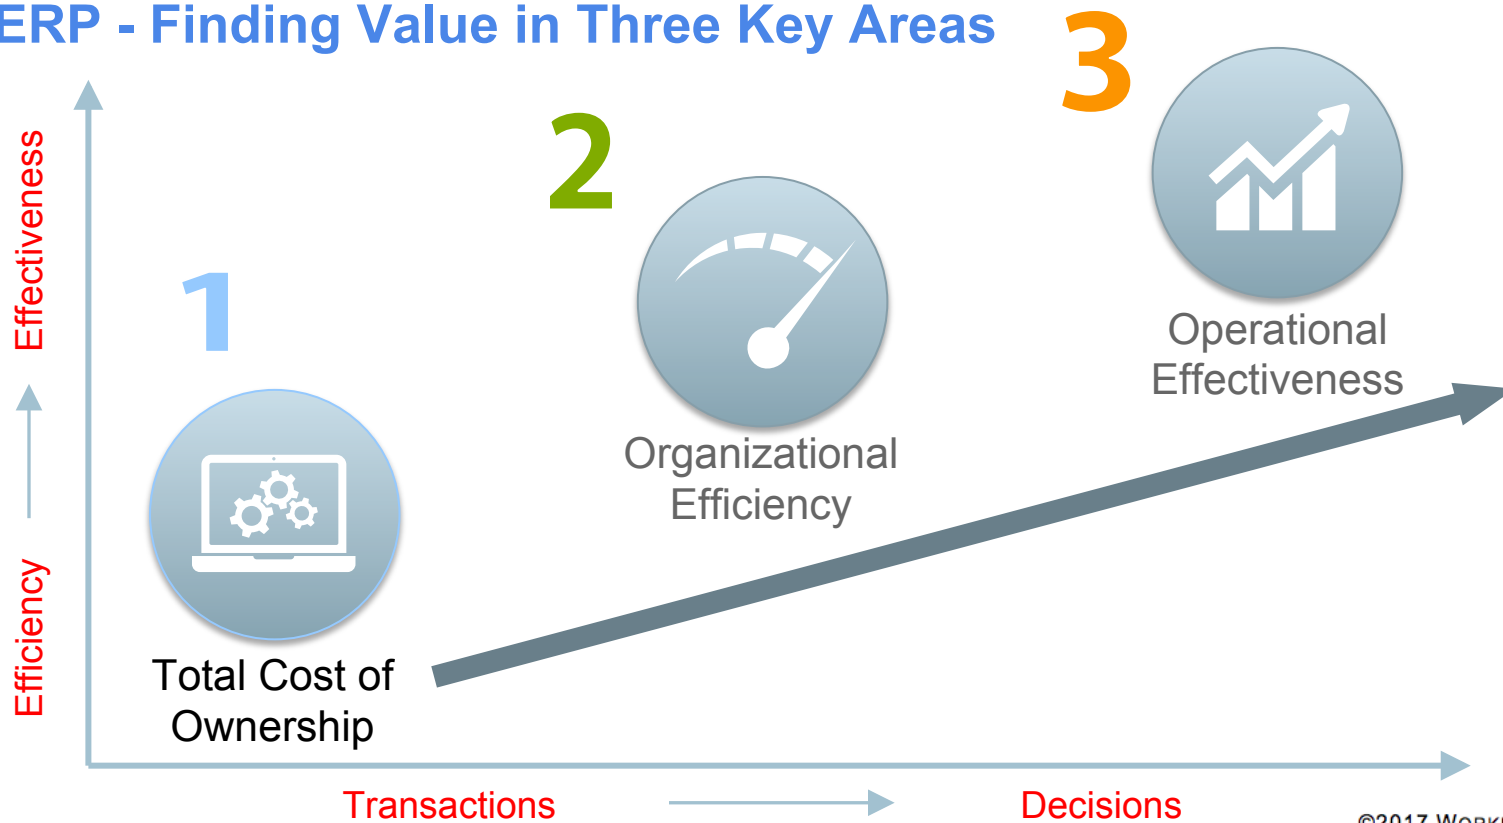 ERP - Finding Value in Three Key Areas
3
2
1
Effectiveness
Efficiency
Operational
Effectiveness
Organizational
Efficiency
Total Cost of
Ownership
Transactions
Decisions
©2017